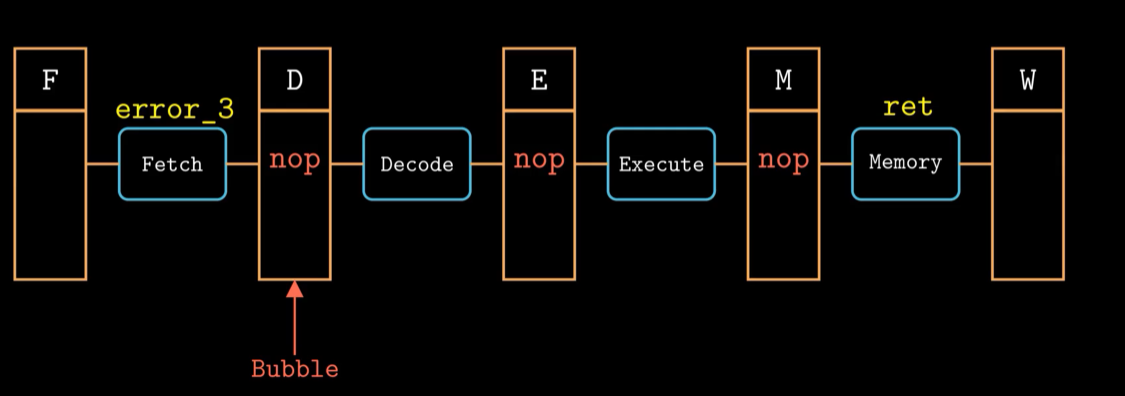 F
D
E
M
W
error_3
ret
Fetch
nop
Decode
nop
Execute
nop
Memory
Bubble